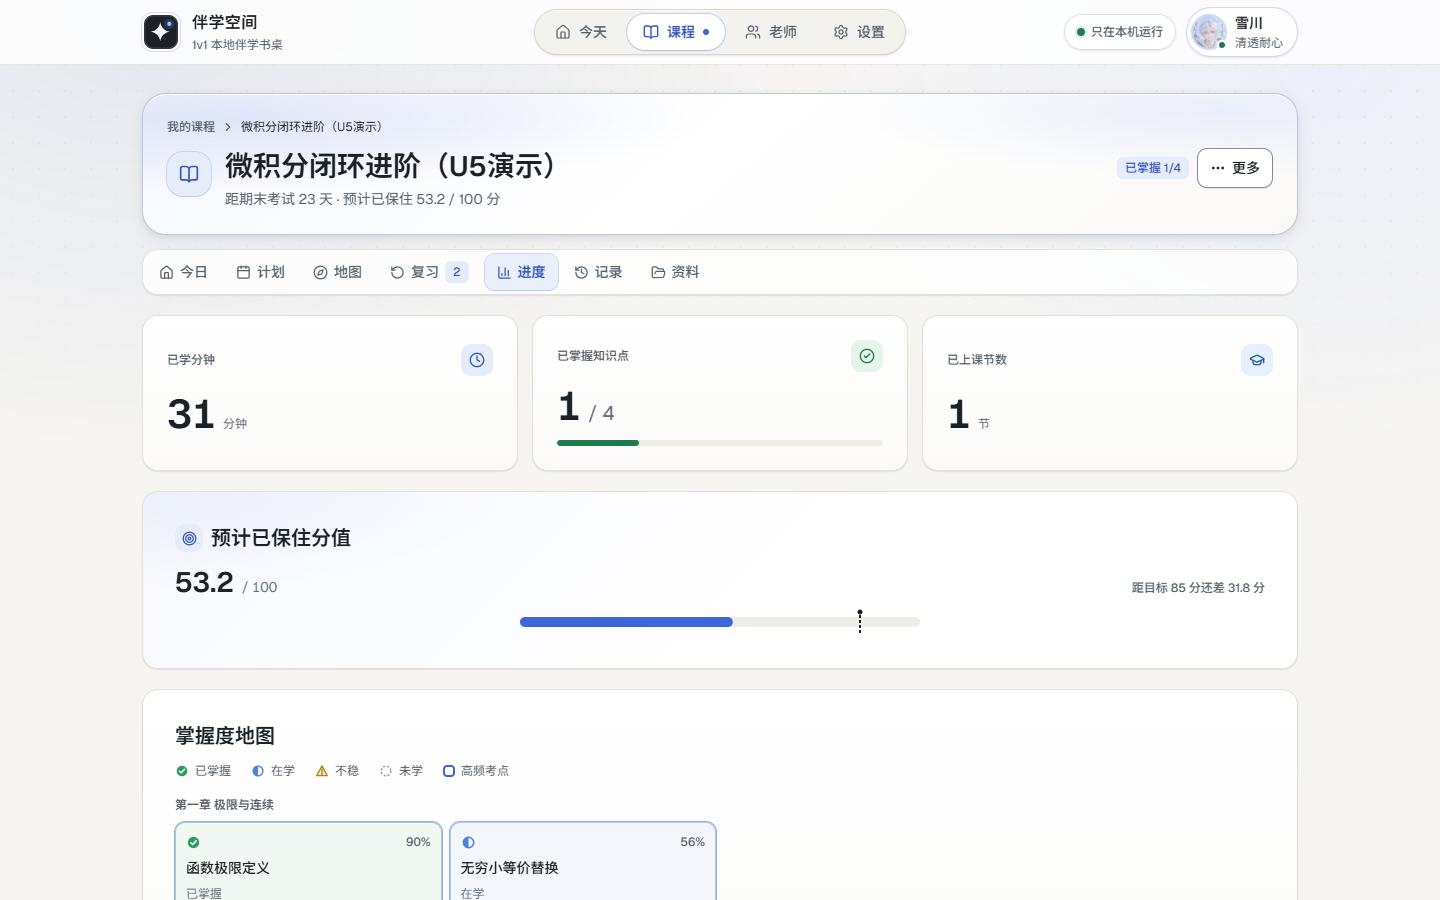 伴学空间
1v1 本地伴学书桌
今天
课程
老师
设置
只在本机运行
雪川
清透耐心
我的课程 > 微积分闭环进阶（U5演示）
微积分闭环进阶（U5演示）
距期末考试 23 天 · 预计已保住 53.2 / 100 分
已掌握 1/4
更多
今日
计划
地图
复习 2
进度
记录
资料
已学分钟
31 分钟
已掌握知识点
1 / 4
已上课节数
1 节
预计已保住分值
53.2 / 100
距目标 85 分还差 31.8 分
掌握度地图
已掌握
在学
不稳
未学
高频考点
第一章 极限与连续
90%
函数极限定义
已掌握
56%
无穷小等价替换
在学